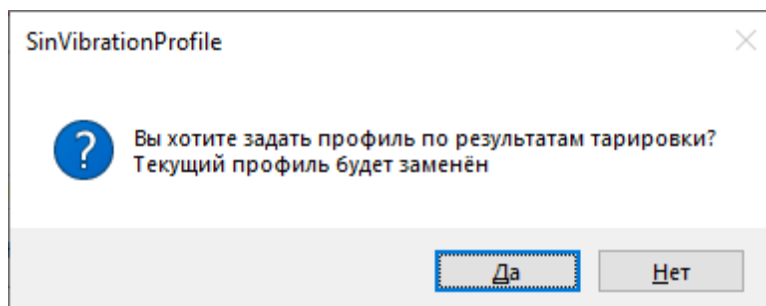 SinVibrationProfile
Вы хотите задать профиль по результатам тарировки?
Текущий профиль будет заменён
Да
Нет